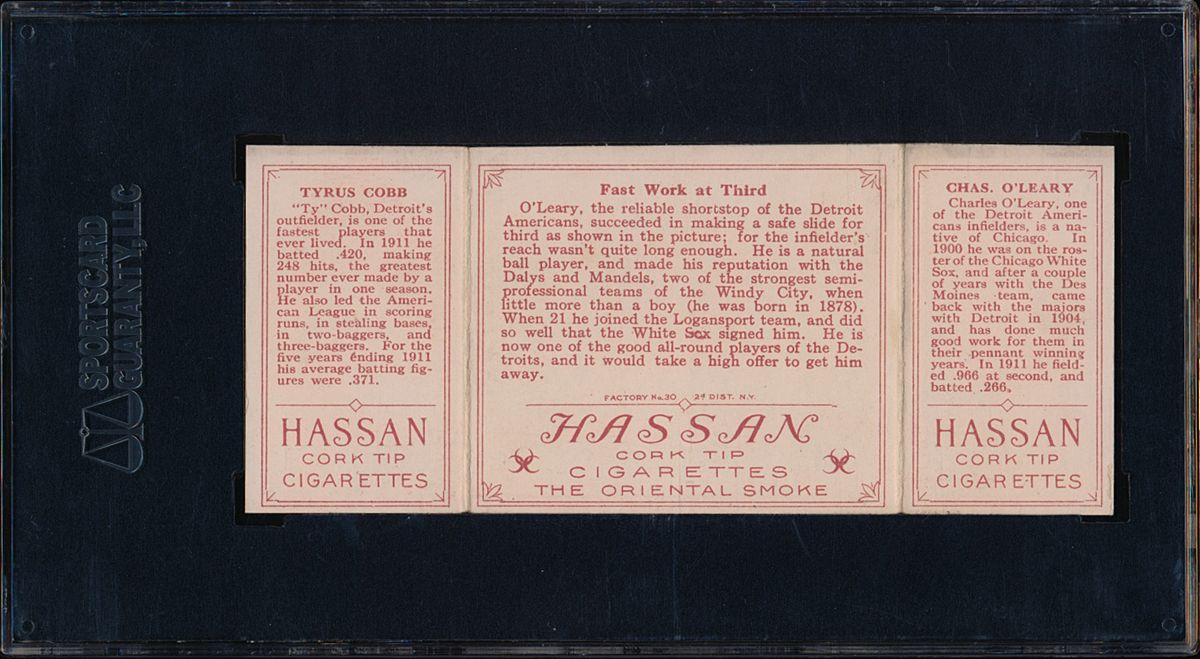 SPORTSCARD
GUARANTY, LLC
TYRUS COBB
"Ty" Cobb, Detroit's
outfielder, is one of the
fastest players that
ever lived. In 1911 he
batted .420, making
248 hits, the greatest
number ever made by a
player in one season.
He also led the Ameri-
can League in scoring
runs, in stealing bases,
in two-baggers, and
three-baggers. For the
five years ending 1911
his average batting fig-
ures were .371.
HASSAN
CORK TIP
CIGARETTES
Fast Work at Third
O'Leary, the reliable shortstop of the Detroit
Americans, succeeded in making a safe slide for
third as shown in the picture; for the infielder's
reach wasn't quite long enough. He is a natural
ball player, and made his reputation with the
Dalys and Mandels, two of the strongest semi-
professional teams of the Windy City, when
little more than a boy (he was born in 1878).
When 21 he joined the Logansport team, and did
so well that the White Sox signed him. He is
now one of the good all-round players of the De-
troits, and it would take a high offer to get him
away.
FACTORY No. 30 2d DIST. N.Y.
HASSAN
CORK TIP
CIGARETTES
THE ORIENTAL SMOKE
CHAS. O'LEARY
Charles O'Leary, one
of the Detroit Ameri-
cans infielders, is a na-
tive of Chicago. In
1900 he was on the ros-
ter of the Chicago White
Sox, and after a couple
of years with the Des
Moines team, came
back with the majors
with Detroit in 1904,
and has done much
good work for them in
their pennant winning
years. In 1911 he field-
ed .966 at second, and
batted .266.
HASSAN
CORK TIP
CIGARETTES